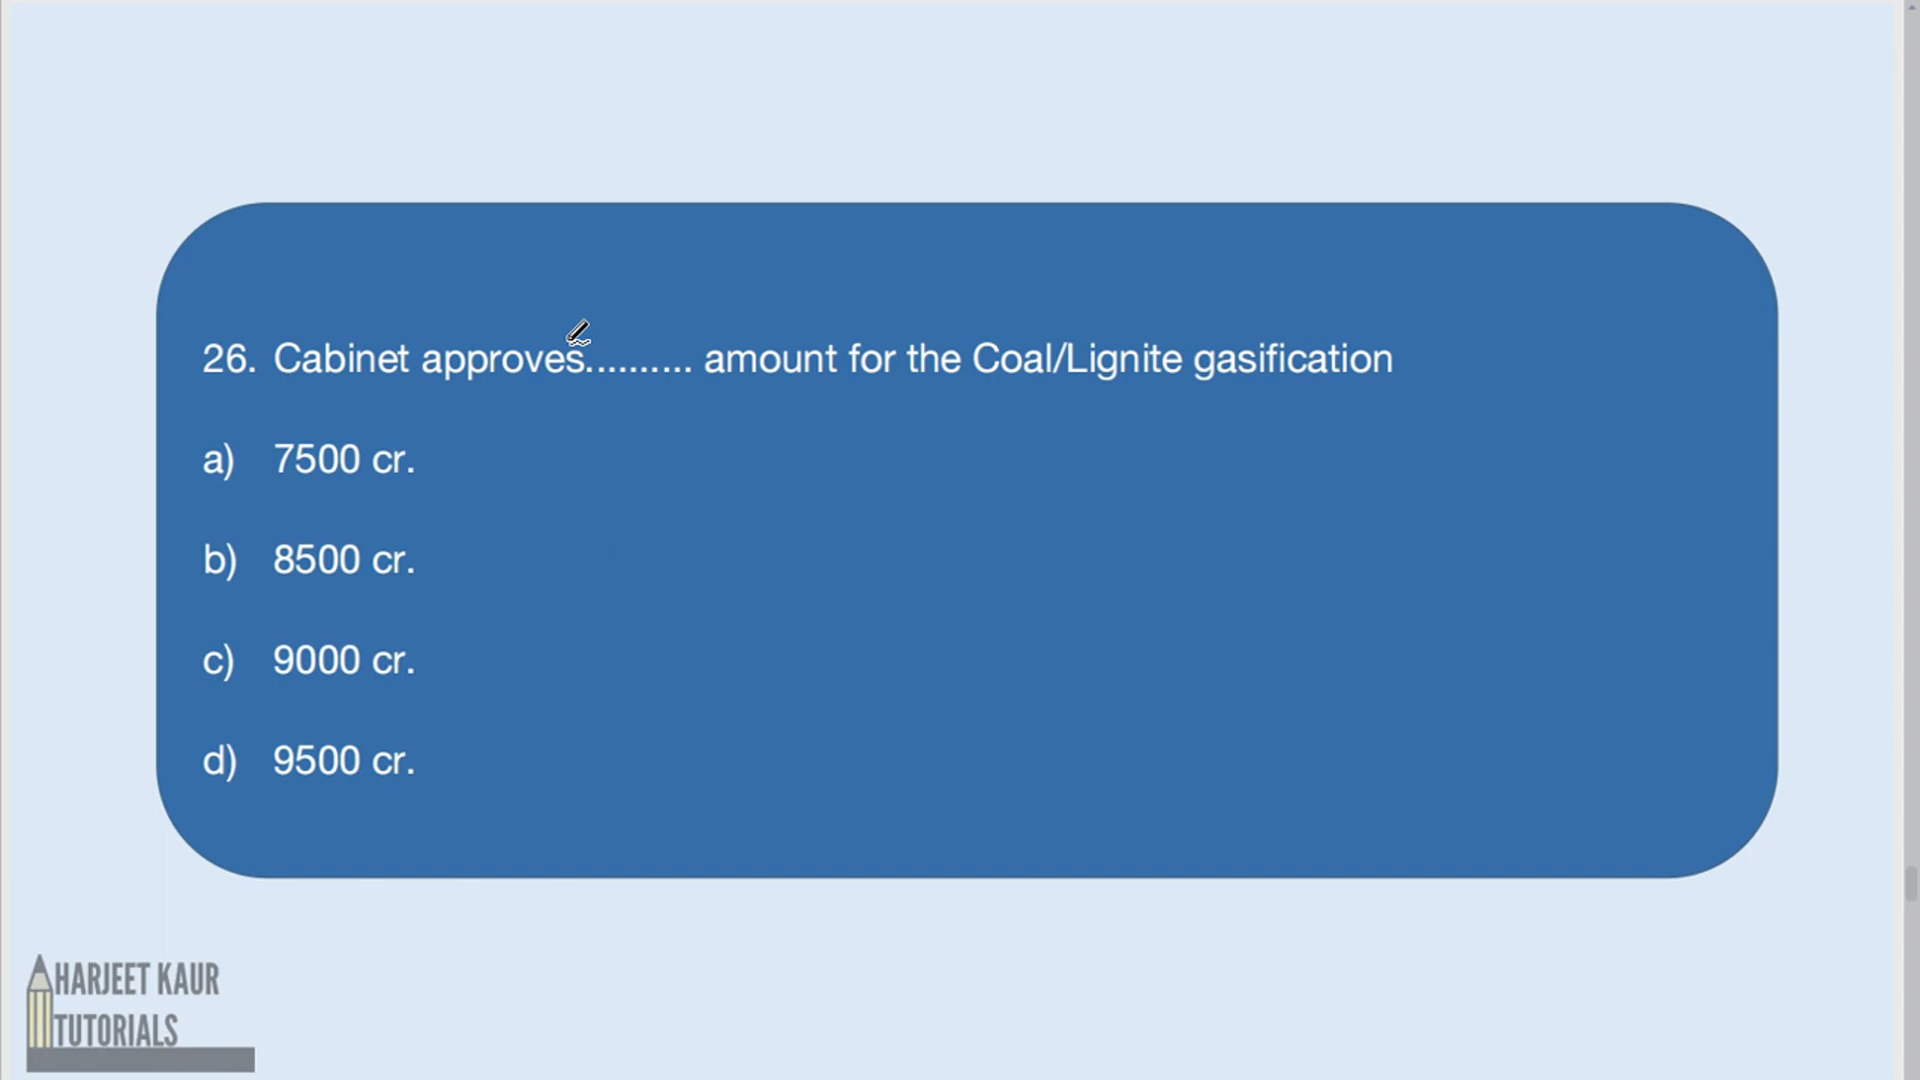 26. Cabinet approves.......... amount for the Coal/Lignite gasification
a) 7500 cr.
b) 8500 cr.
c) 9000 cr.
d) 9500 cr.
HARJEET KAUR
TUTORIALS